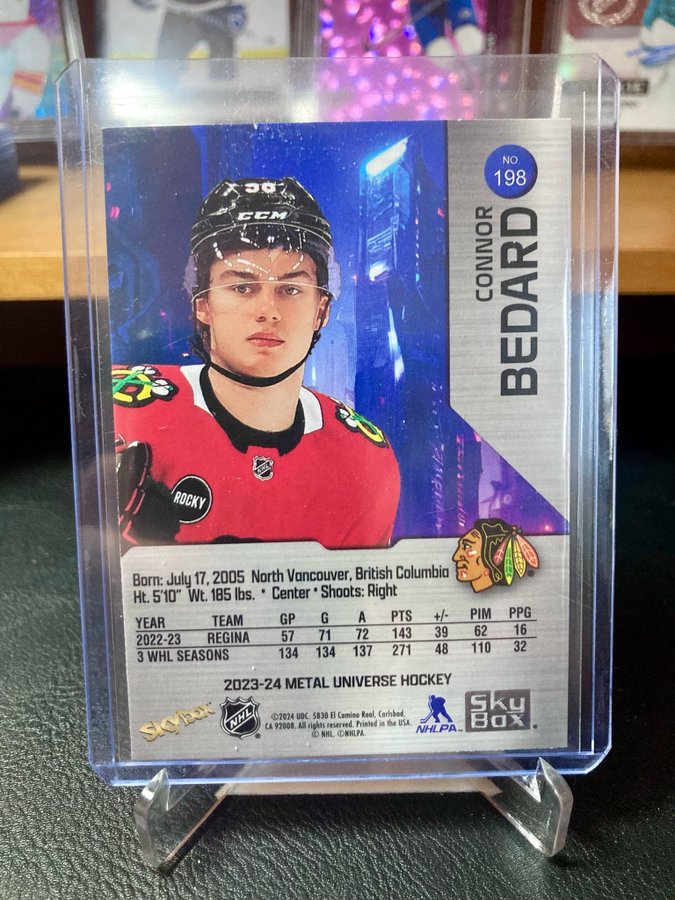 NO.
198
CONNOR
BEDARD
98
CCM
NHL
ROCKY
Born: July 17, 2005 North Vancouver, British Columbia
Ht. 5'10" Wt. 185 lbs. • Center • Shoots: Right
YEAR TEAM GP G A PTS +/- PIM PPG
2022-23 REGINA 57 71 72 143 39 62 16
3 WHL SEASONS 134 134 137 271 48 110 32
2023-24 METAL UNIVERSE HOCKEY
skybox
NHL
©2024 UDC. 5830 El Camino Real, Carlsbad,
CA 92008. All rights reserved. Printed in the USA.
© NHL. ©NHLPA.
NHLPA
SkyBox